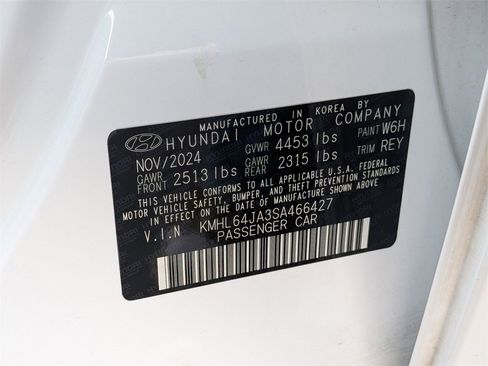 MANUFACTURED IN KOREA BY
HYUNDAI MOTOR COMPANY
NOV/2024 GVWR 4453 lbs PAINT W6H
GAWR FRONT 2513 lbs GAWR REAR 2315 lbs TRIM REY
THIS VEHICLE CONFORMS TO ALL APPLICABLE U.S.A. FEDERAL
MOTOR VEHICLE SAFETY, BUMPER, AND THEFT PREVENTION
STANDARDS IN EFFECT ON THE DATE OF MANUFACTURE SHOWN ABOVE.
V.I.N KMHL64JA3SA466427
PASSENGER CAR